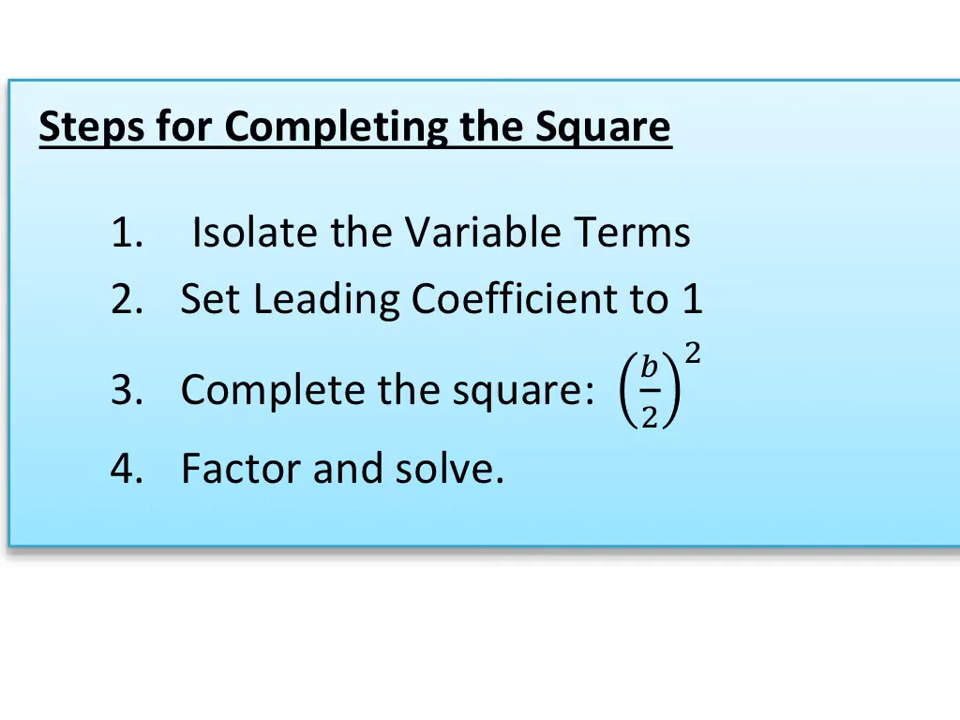 Steps for Completing the Square
1. Isolate the Variable Terms
2. Set Leading Coefficient to 1
3. Complete the square: (b/2)²
4. Factor and solve.